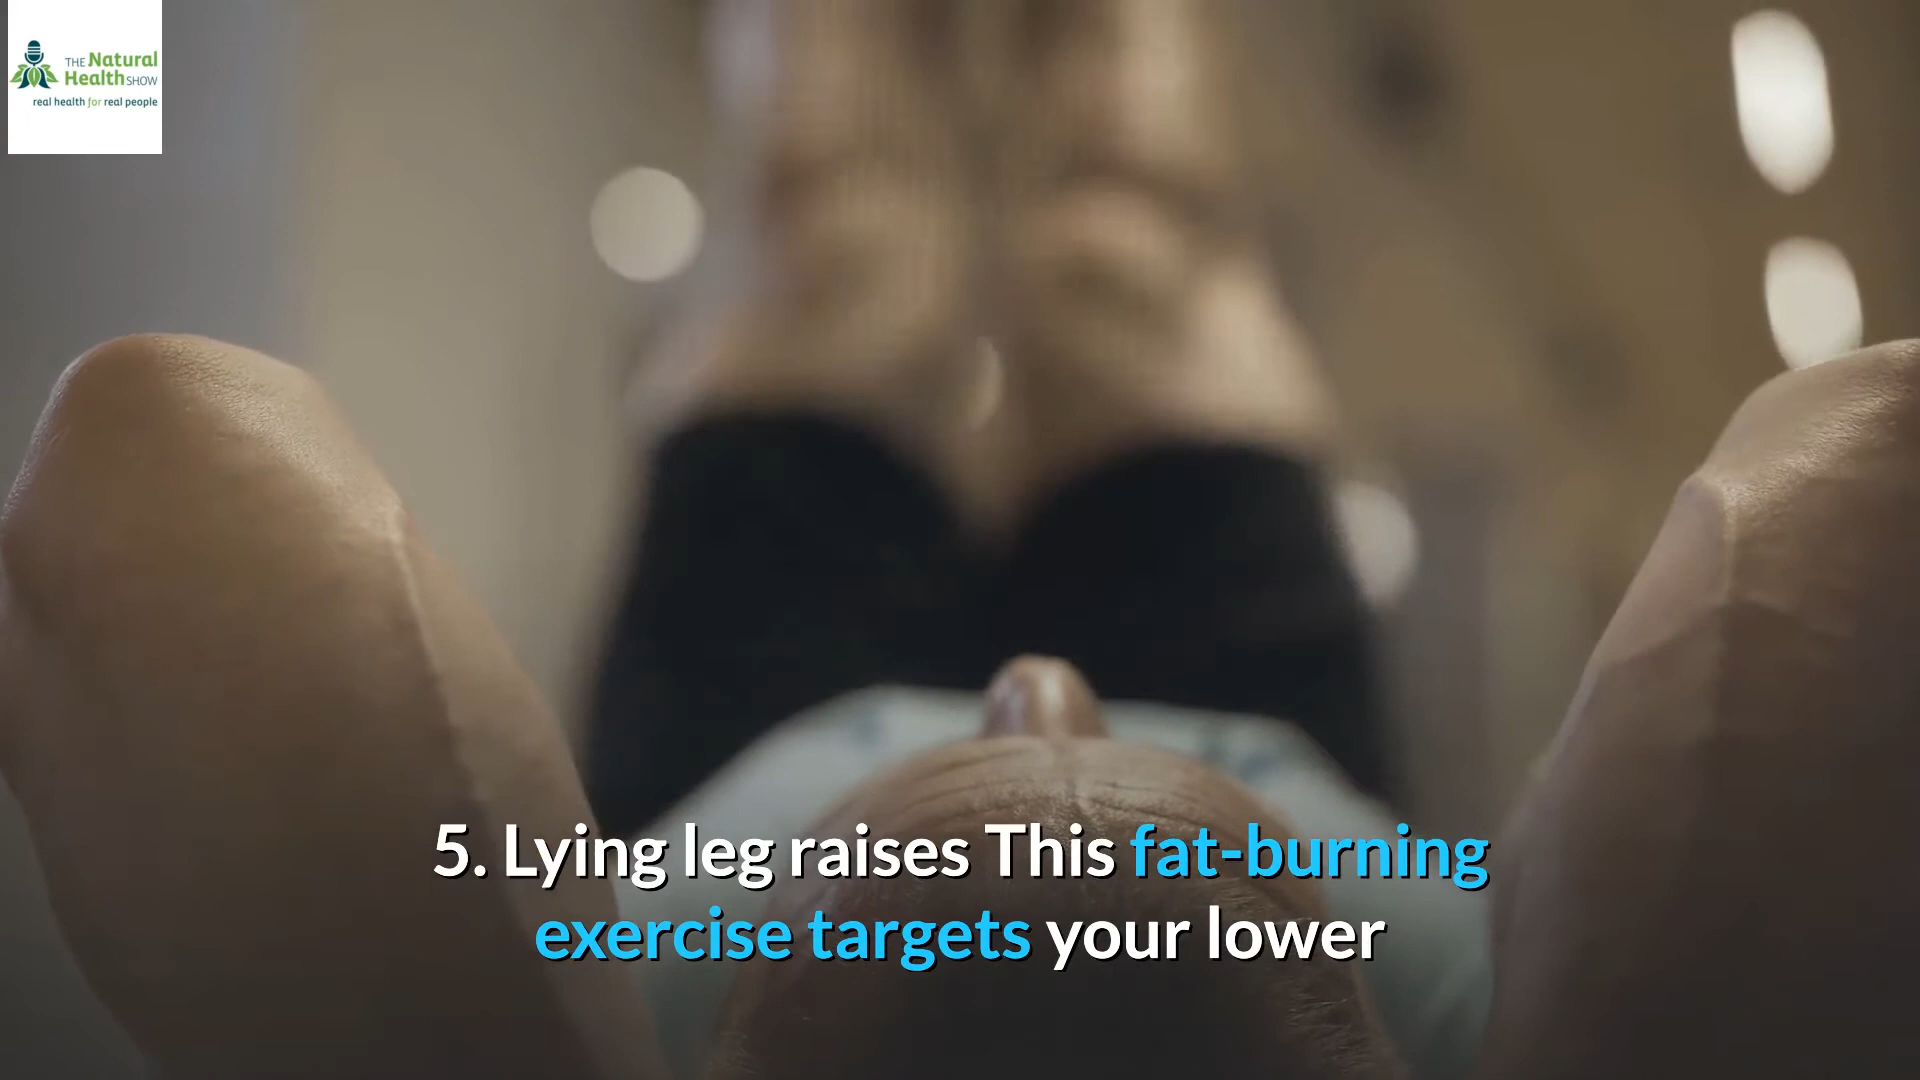 THE Natural
Health SHOW
real health for real people
5. Lying leg raises This fat-burning
exercise targets your lower